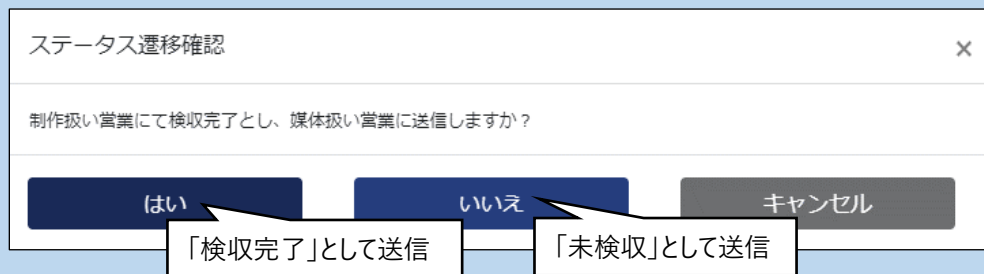 ステータス遷移確認
×
制作扱い営業にて検収完了とし、媒体扱い営業に送信しますか？
はい
いいえ
キャンセル
「検収完了」として送信
「未検収」として送信